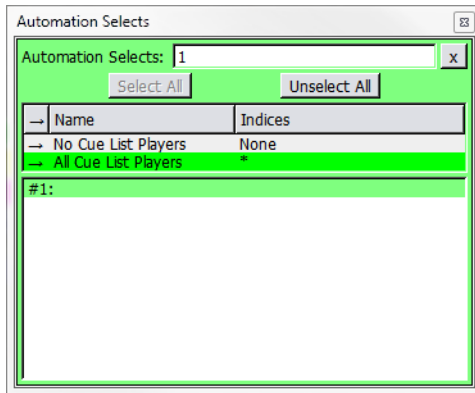 Automation Selects
Automation Selects: 1 x
Select All Unselect All
→ Name Indices
→ No Cue List Players None
→ All Cue List Players *
#1: